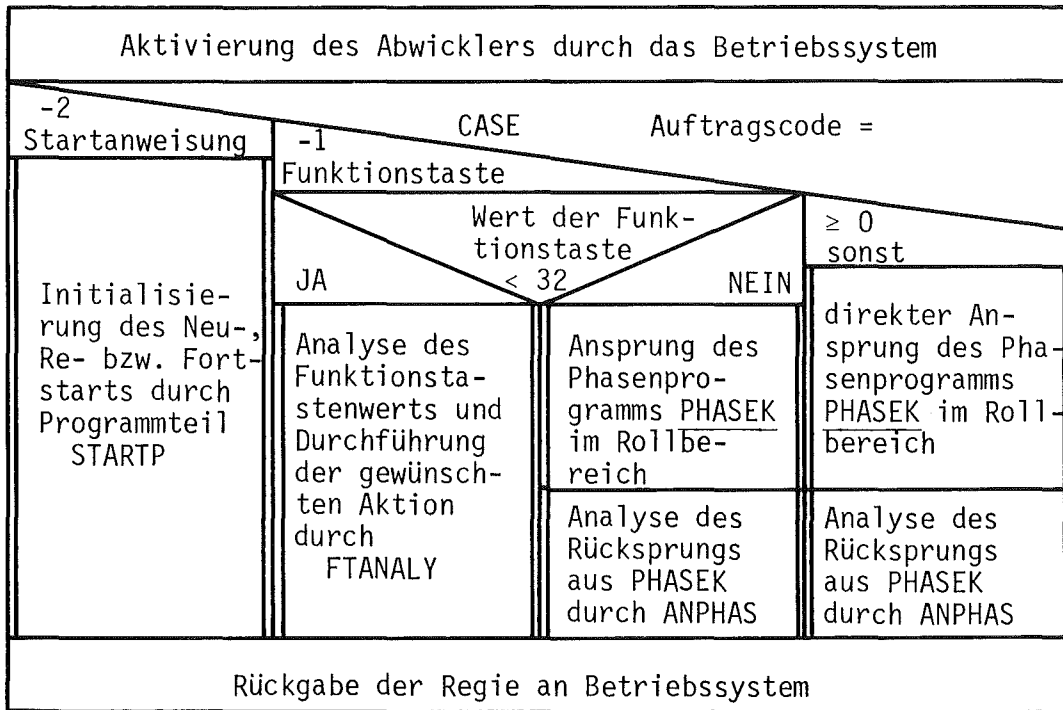 Aktivierung des Abwicklers durch das Betriebssystem
-2
Startanweisung
CASE Auftragscode =
-1
Funktionstaste
Wert der Funk-
tionstaste
< 32
JA
NEIN
≥ 0
sonst
Initialisie-
rung des Neu-,
Re- bzw. Fort-
starts durch
Programmteil
STARTP
Analyse des
Funktionsta-
stenwerts und
Durchführung
der gewünsch-
ten Aktion
durch
FTANALY
Ansprung des
Phasenpro-
gramms PHASEK
im Rollbe-
reich
Analyse des
Rücksprungs
aus PHASEK
durch ANPHAS
direkter An-
sprung des Pha-
senprogramms
PHASEK im Roll-
bereich
Analyse des
Rücksprungs
aus PHASEK
durch ANPHAS
Rückgabe der Regie an Betriebssystem